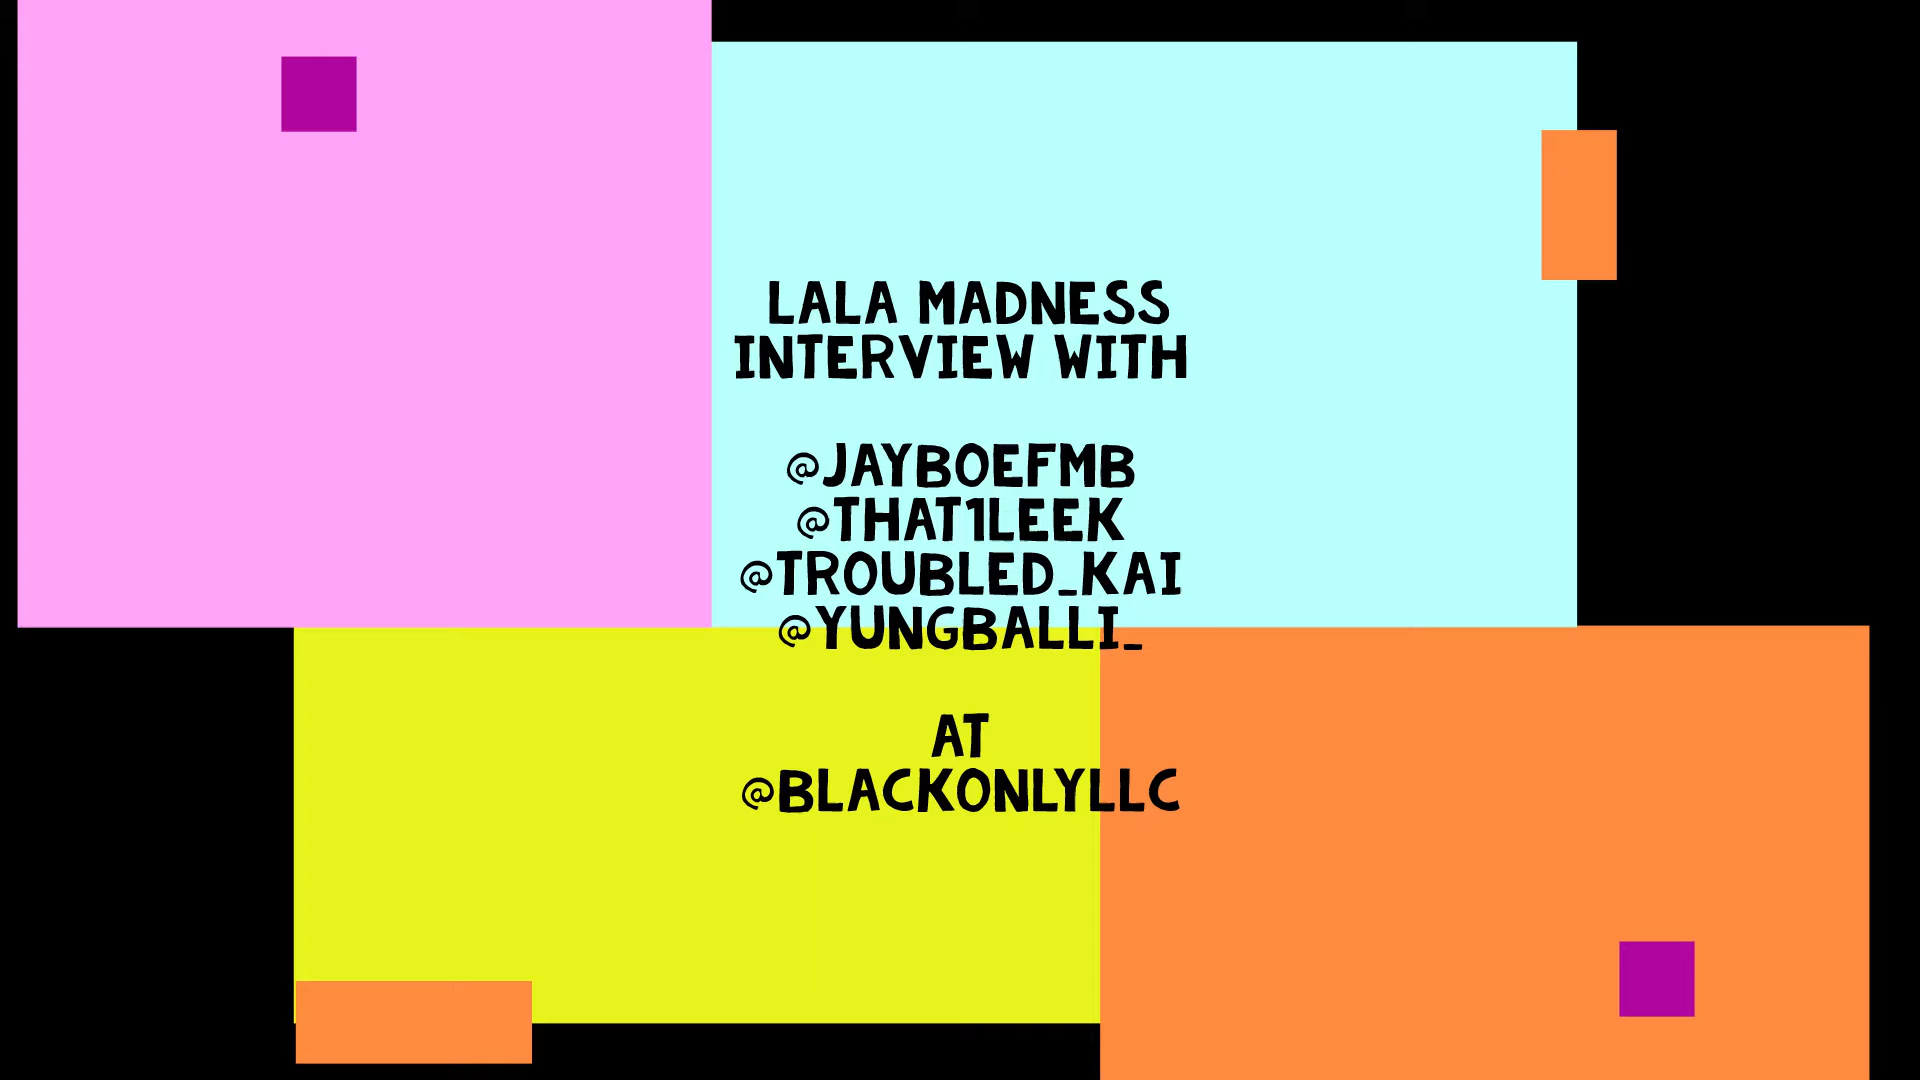 LALA MADNESS
INTERVIEW WITH
@JAYBOEFMB
@THAT1LEEK
@TROUBLED_KAI
@YUNGBALLI_
AT
@BLACKONLYLLC